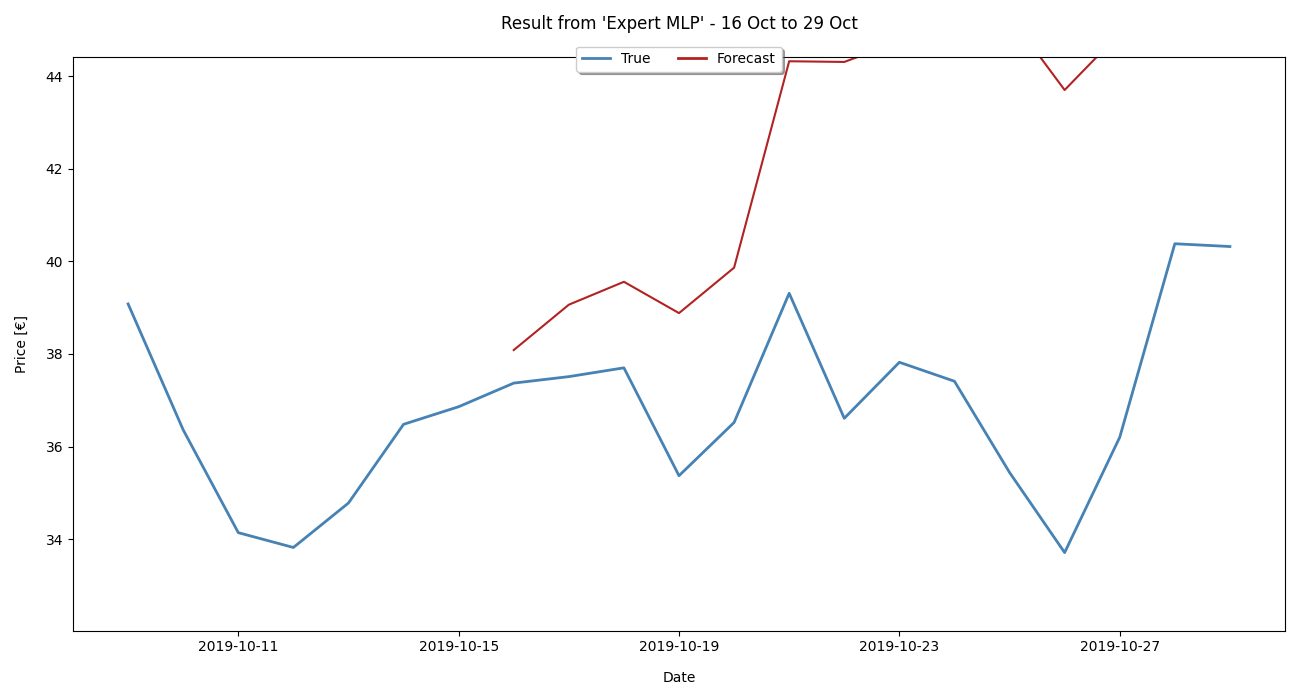 Result from 'Expert MLP' - 16 Oct to 29 Oct
True Forecast
44
42
40
38
36
34
Price [€]
2019-10-11 2019-10-15 2019-10-19 2019-10-23 2019-10-27
Date